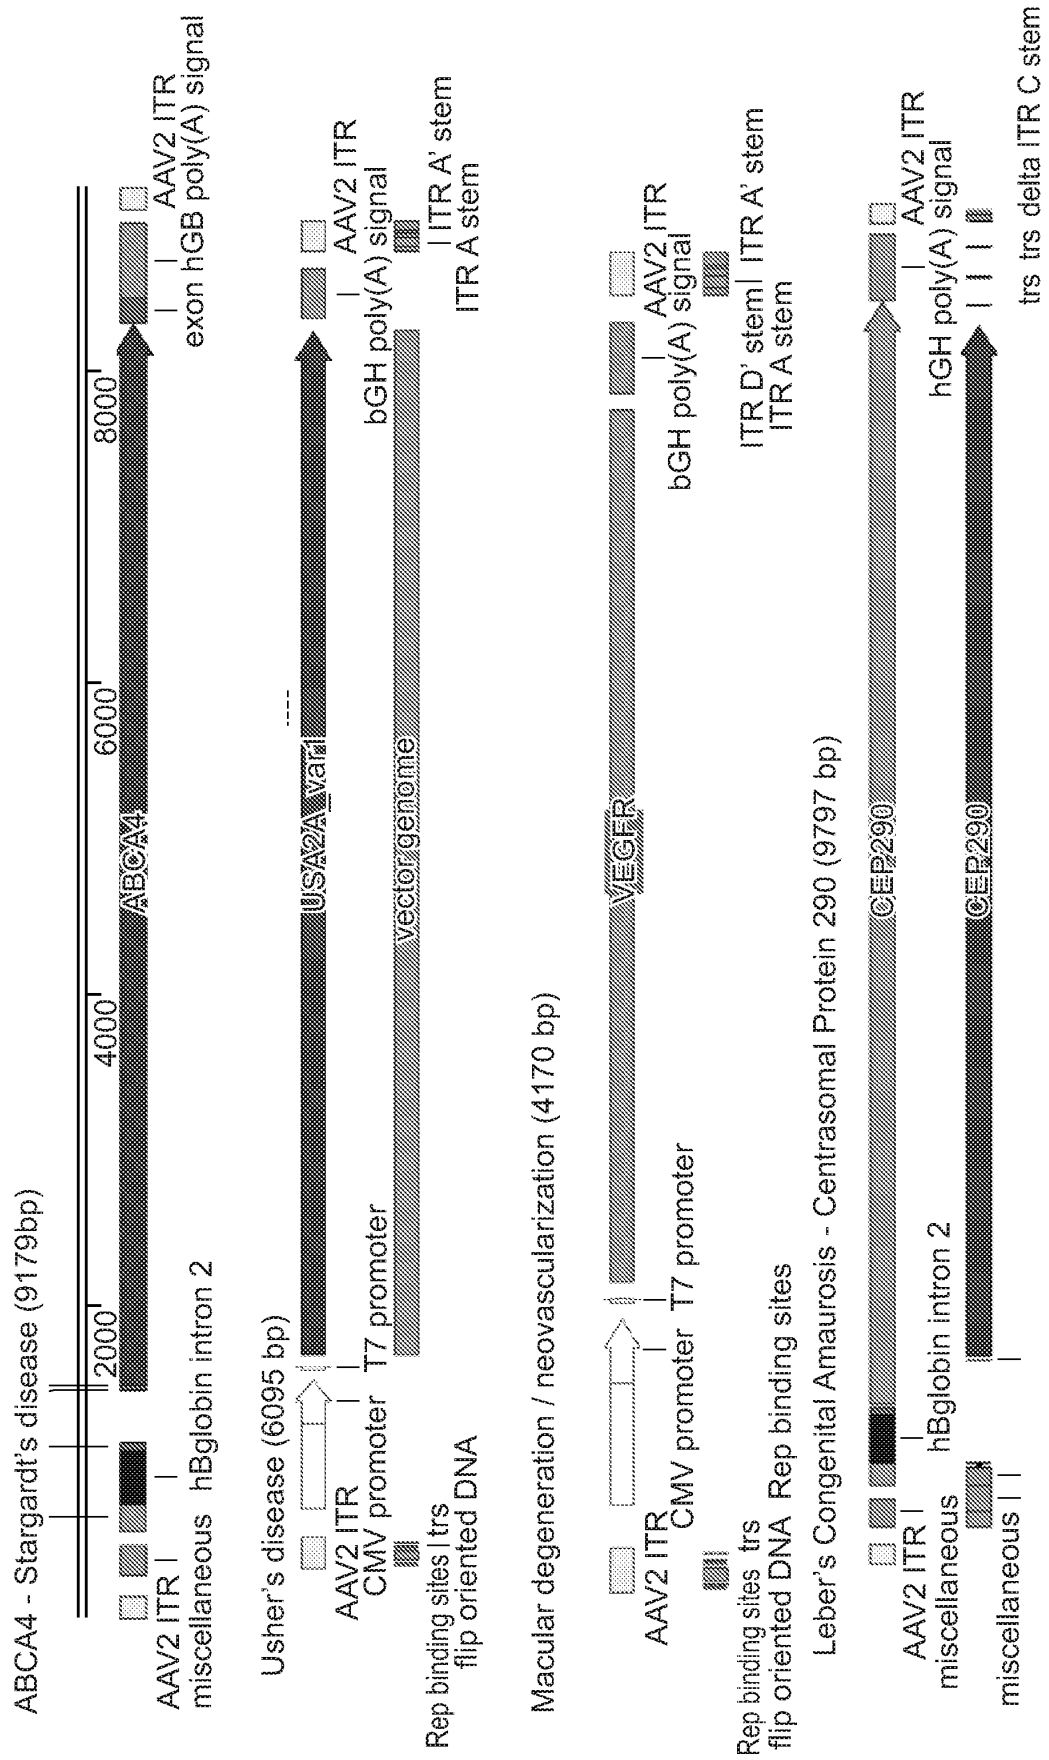 ABCA4 - Stargardt's disease (9179bp)
2000
4000
6000
8000
ABCA4
AAV2 ITR
miscellaneous
hBglobin intron 2
exon
hGB poly(A) signal
AAV2 ITR
Usher's disease (6095 bp)
USA2A_var1
AAV2 ITR
CMV promoter
T7 promoter
bGH poly(A) signal
AAV2 ITR
vector genome
Rep binding sites
trs
flip oriented DNA
ITR A stem
ITR A' stem
Macular degeneration / neovascularization (4170 bp)
VEGFR
AAV2 ITR
CMV promoter
T7 promoter
bGH poly(A) signal
AAV2 ITR
Rep binding sites
trs
flip oriented DNA
Rep binding sites
ITR D' stem
ITR A stem
ITR A' stem
Leber's Congenital Amaurosis - Centrasomal Protein 290 (9797 bp)
CEP290
AAV2 ITR
miscellaneous
hBglobin intron 2
hGH poly(A) signal
AAV2 ITR
CEP290
miscellaneous
trs
trs
delta ITR C stem